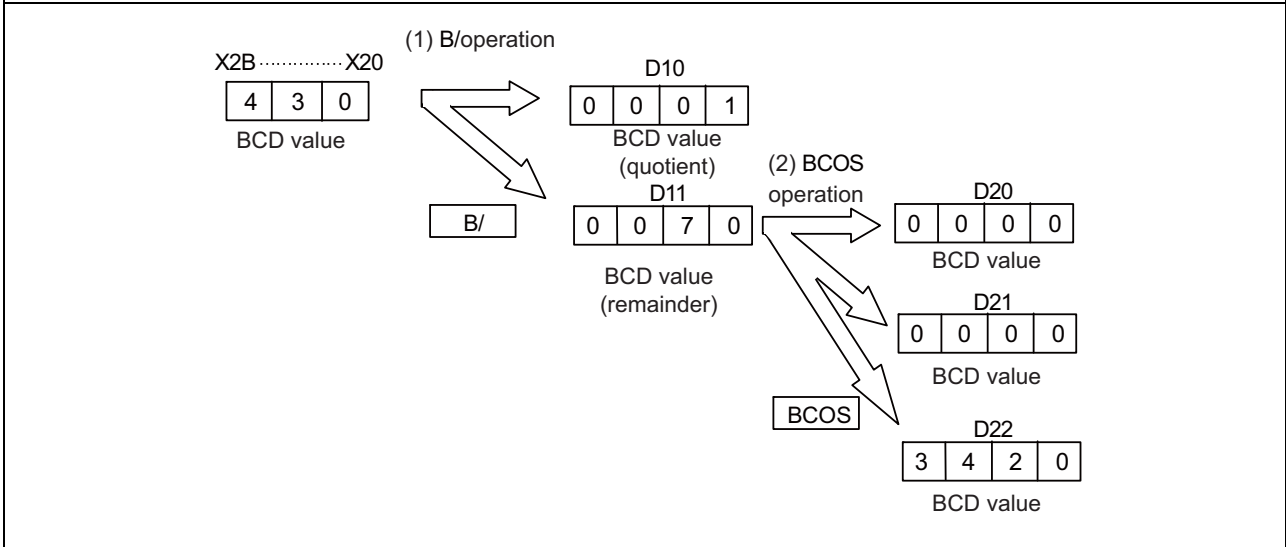 (1) B/operation
X2B ·············· X20
4 3 0
BCD value
D10
0 0 0 1
BCD value
(quotient)
B/
D11
0 0 7 0
BCD value
(remainder)
(2) BCOS
operation
D20
0 0 0 0
BCD value
D21
0 0 0 0
BCD value
BCOS
D22
3 4 2 0
BCD value